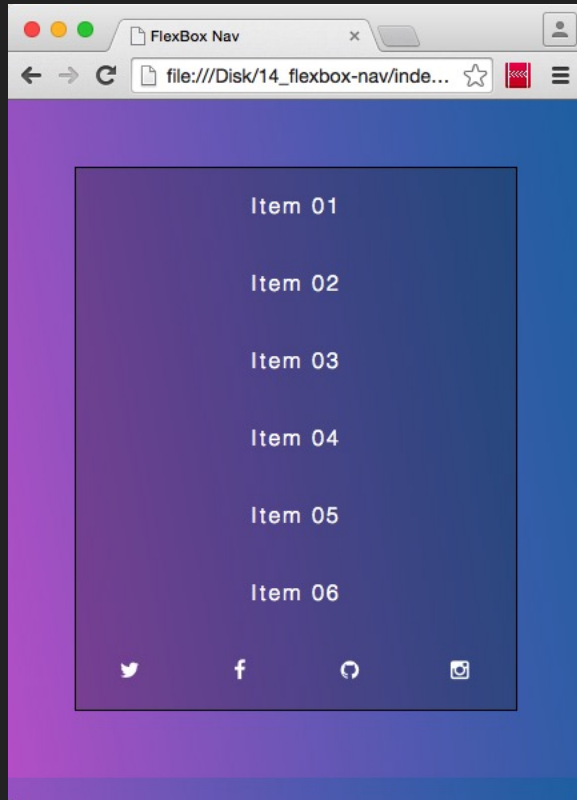 FlexBox Nav
file:///Disk/14_flexbox-nav/inde...
Item 01
Item 02
Item 03
Item 04
Item 05
Item 06